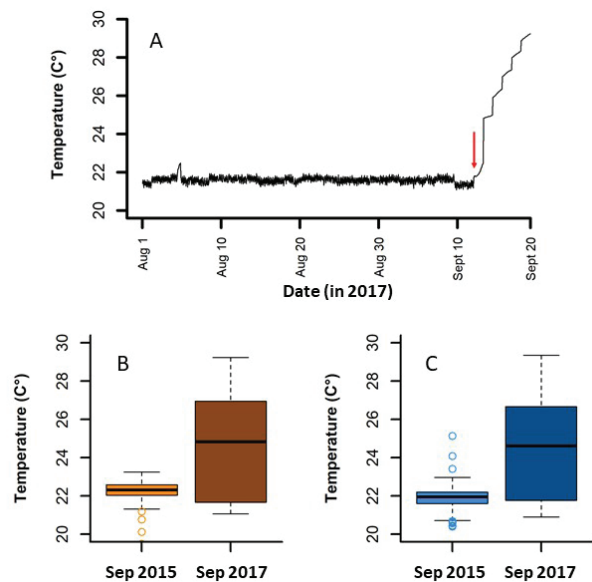 A
Temperature (C°)
30
28
26
24
22
20
Aug 1
Aug 10
Aug 20
Aug 30
Sept 10
Sept 20
Date (in 2017)
B
Temperature (C°)
30
28
26
24
22
20
Sep 2015
Sep 2017
C
Temperature (C°)
30
28
26
24
22
20
Sep 2015
Sep 2017